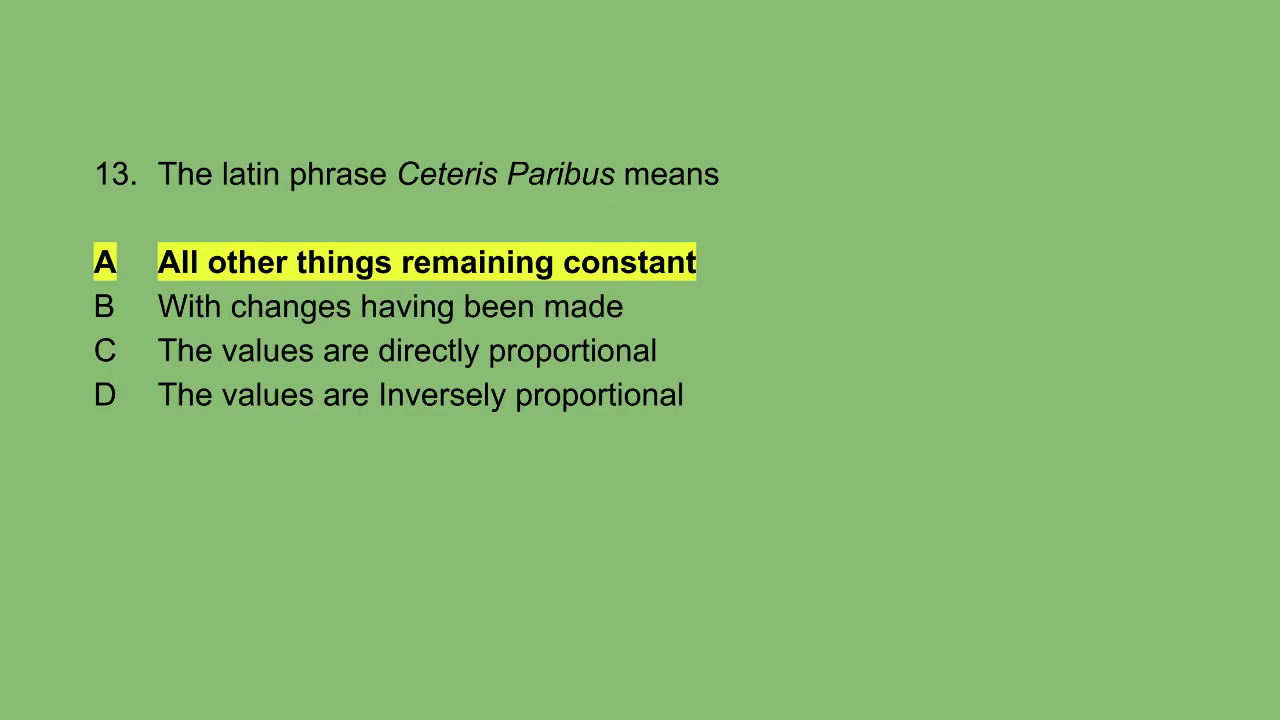 13. The latin phrase Ceteris Paribus means
A All other things remaining constant
B With changes having been made
C The values are directly proportional
D The values are Inversely proportional